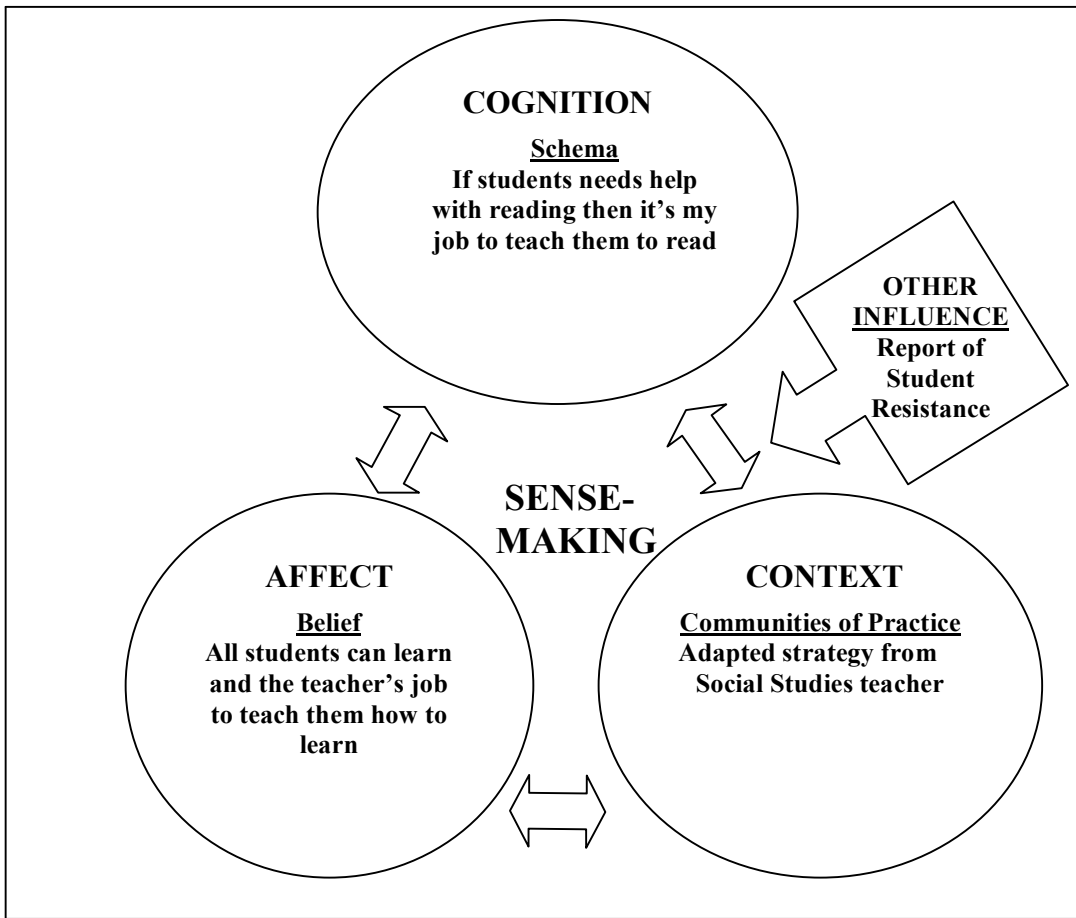 COGNITION
Schema
If students needs help
with reading then it’s my
job to teach them to read
OTHER
INFLUENCE
Report of
Student
Resistance
SENSE-
MAKING
AFFECT
Belief
All students can learn
and the teacher’s job
to teach them how to
learn
CONTEXT
Communities of Practice
Adapted strategy from
Social Studies teacher